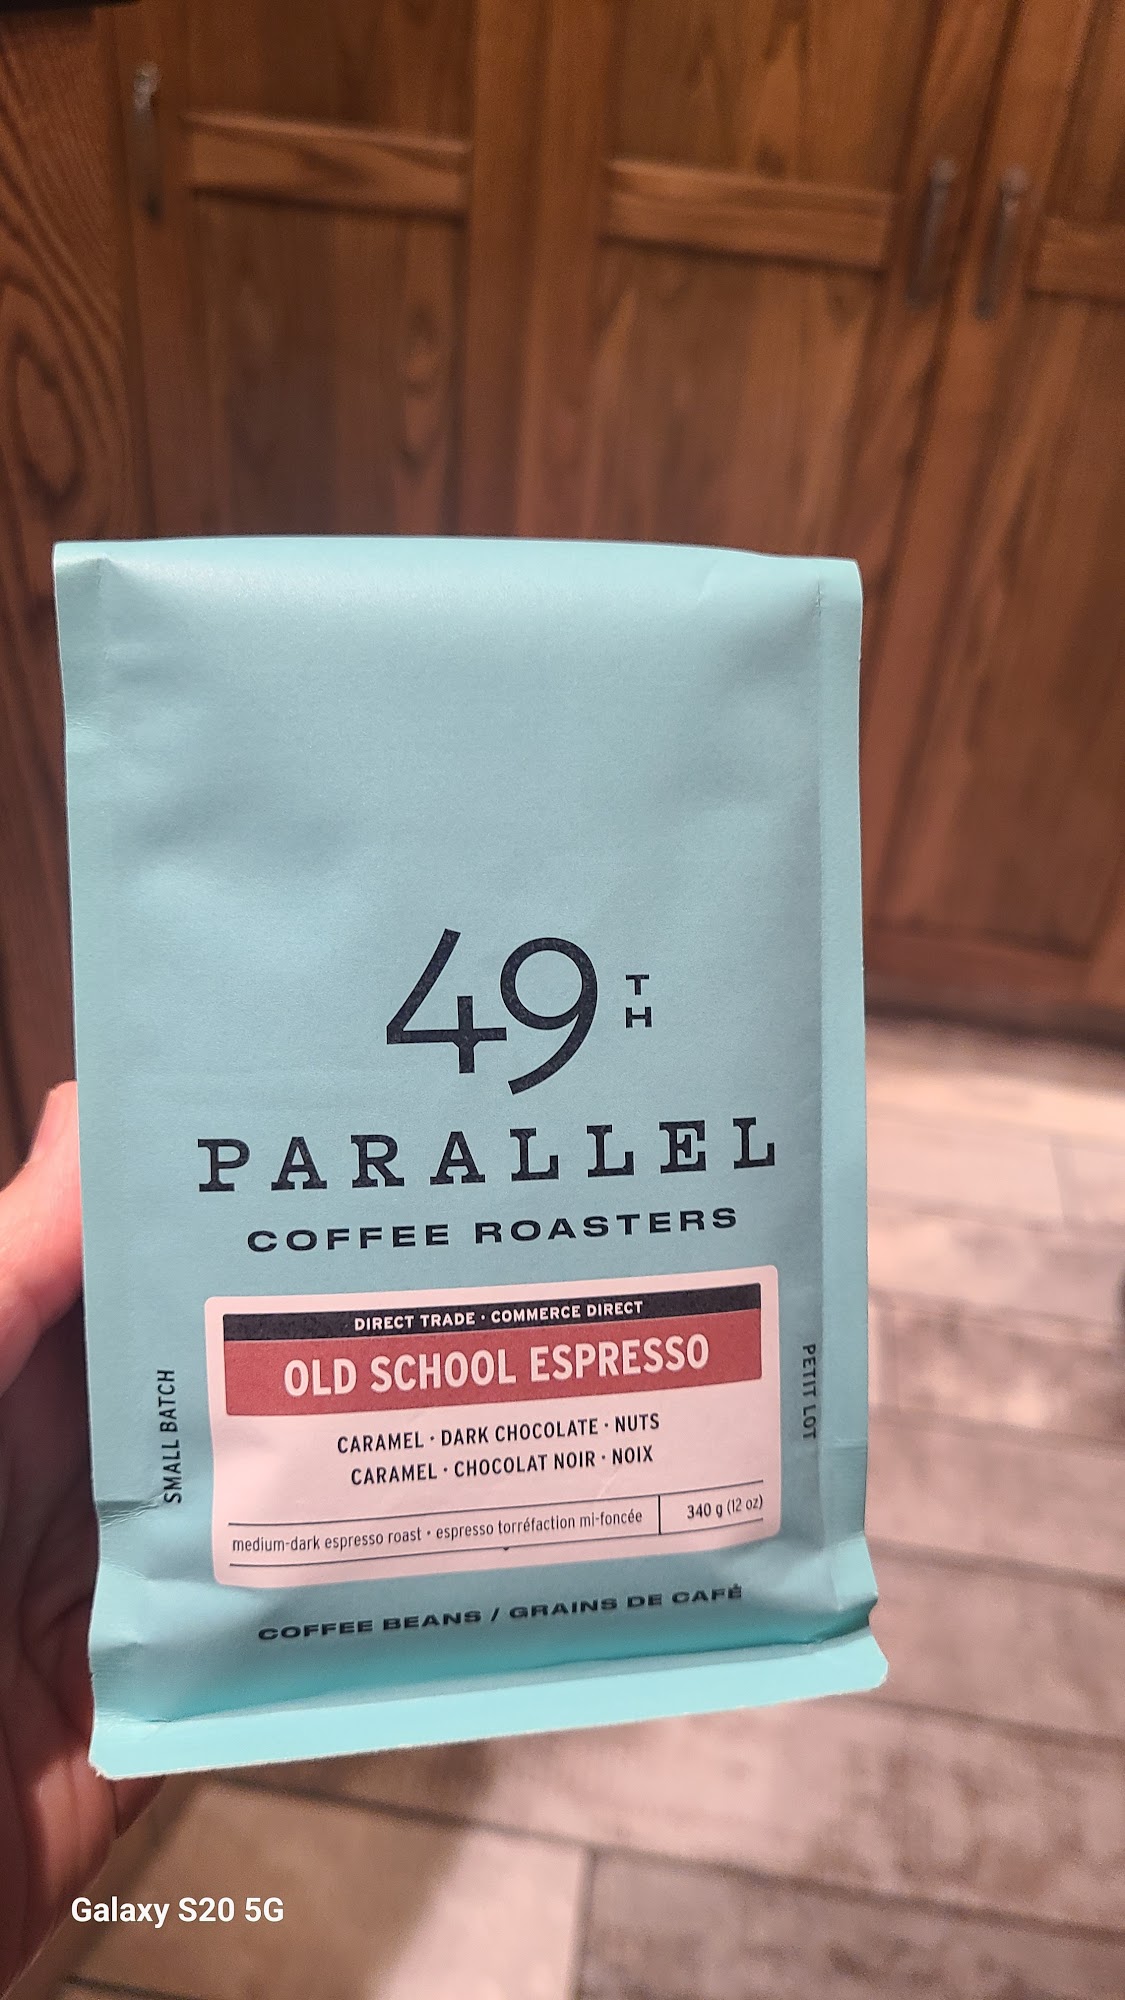 49TH
PARALLEL
COFFEE ROASTERS
DIRECT TRADE · COMMERCE DIRECT
OLD SCHOOL ESPRESSO
CARAMEL · DARK CHOCOLATE · NUTS
CARAMEL · CHOCOLAT NOIR · NOIX
medium-dark espresso roast · espresso torréfaction mi-foncée
340 g (12 oz)
SMALL BATCH
PETIT LOT
COFFEE BEANS / GRAINS DE CAFÉ
Galaxy S20 5G